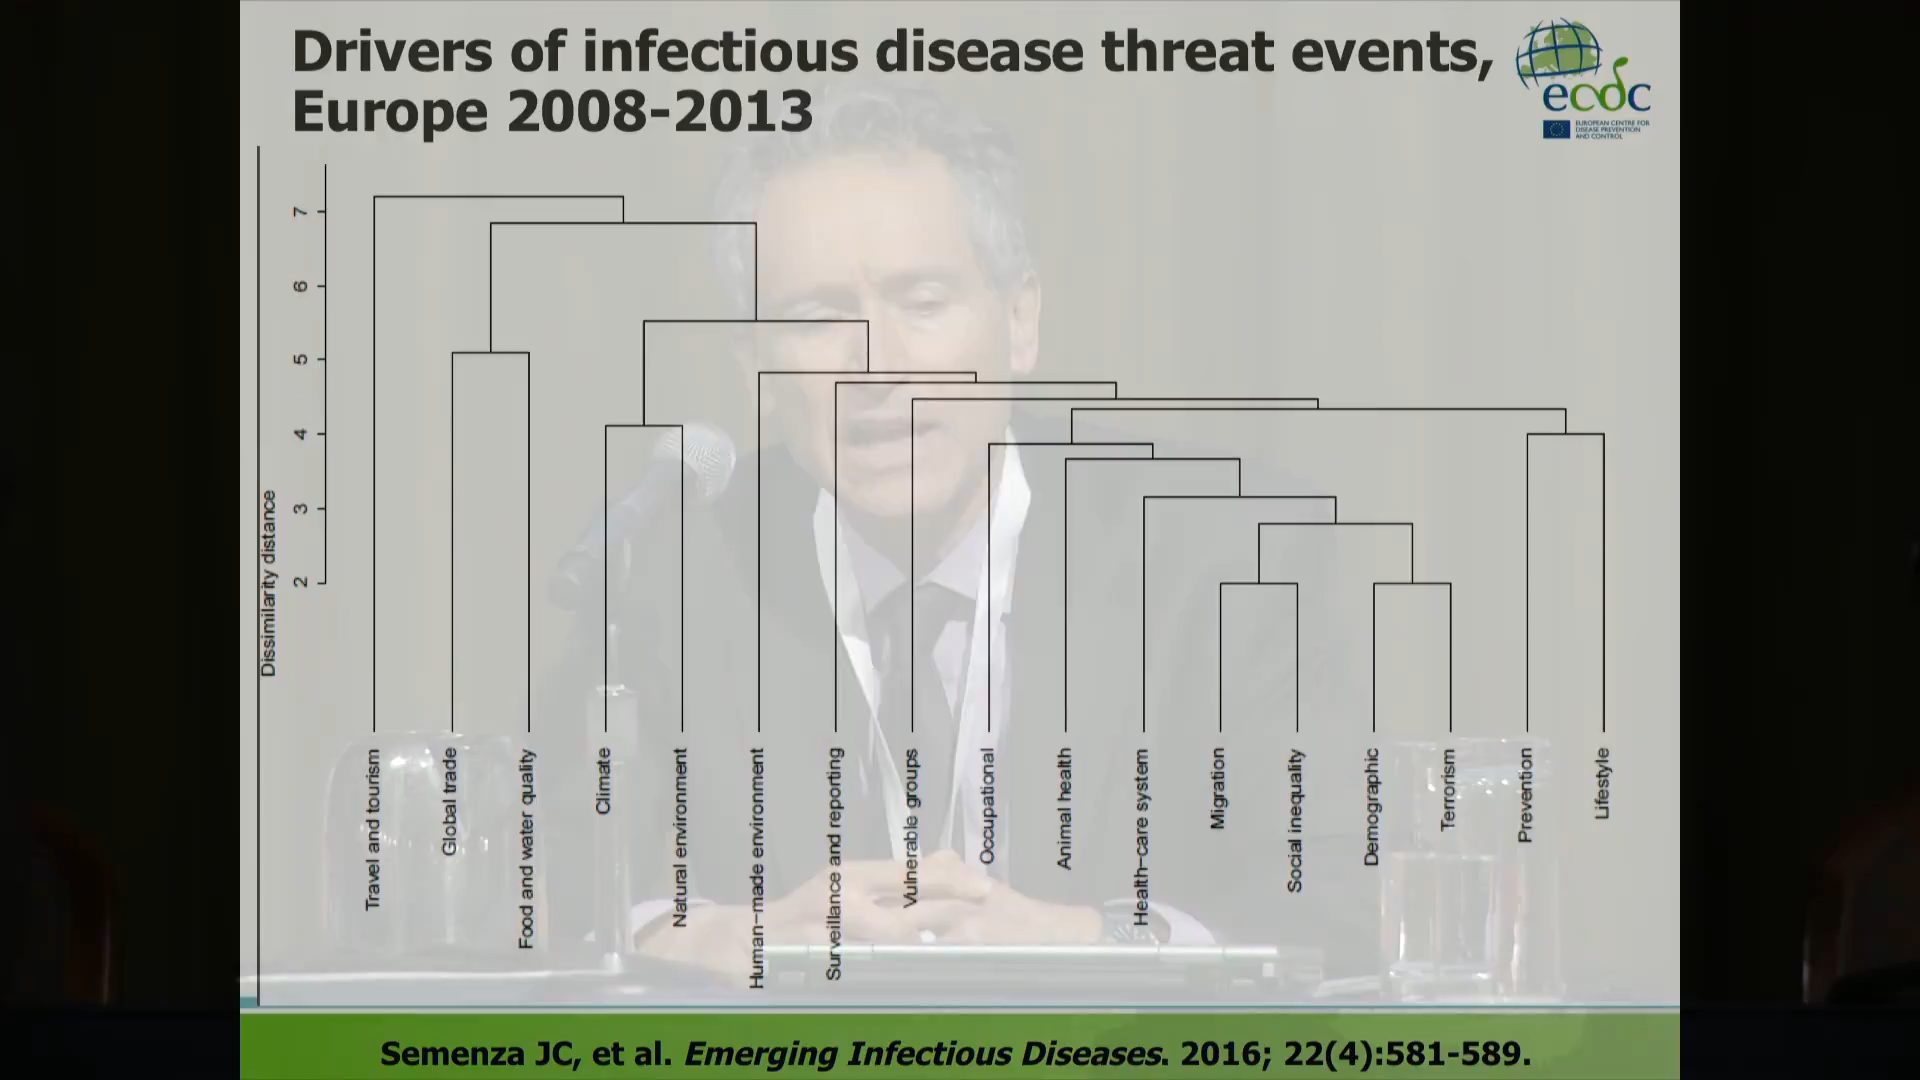 Drivers of infectious disease threat events,
Europe 2008-2013
ecdc
EUROPEAN CENTRE FOR
DISEASE PREVENTION
AND CONTROL
7
6
5
4
3
2
Dissimilarity distance
Travel and tourism
Global trade
Food and water quality
Climate
Natural environment
Human-made environment
Surveillance and reporting
Vulnerable groups
Occupational
Animal health
Health-care system
Migration
Social inequality
Demographic
Terrorism
Prevention
Lifestyle
Semenza JC, et al. Emerging Infectious Diseases. 2016; 22(4):581-589.